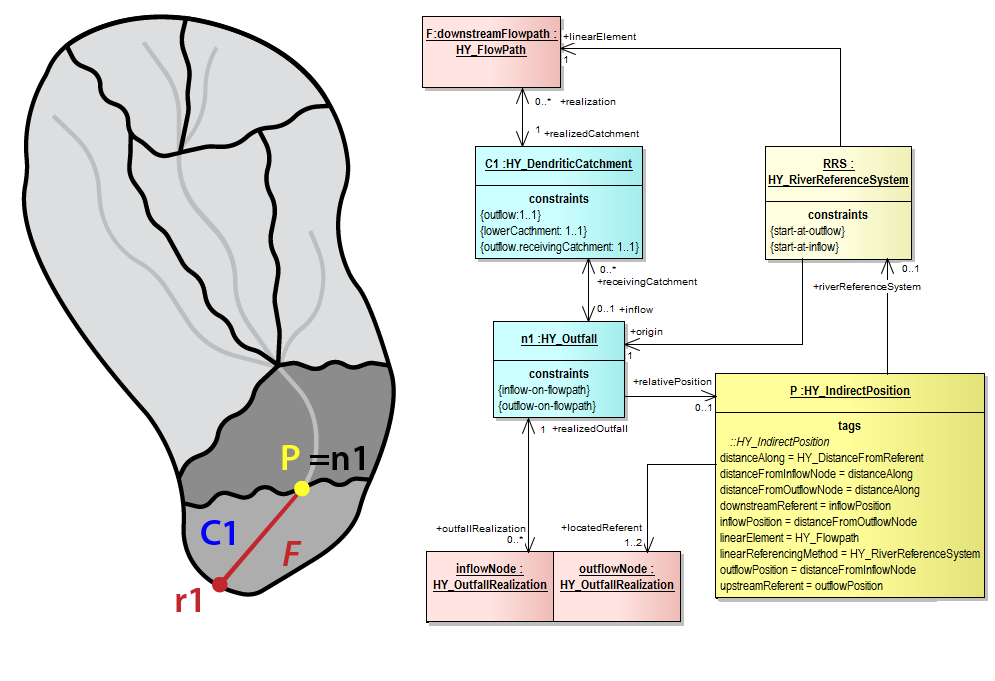 P =n1
C1
F
r1
F:downstreamFlowpath :
HY_FlowPath
+linearElement
1
0..* +realization
1 +realizedCatchment
C1 :HY_DendriticCatchment
constraints
{outflow:1..1}
{lowerCacthment: 1..1}
{outflow.receivingCatchment: 1..1}
RRS :
HY_RiverReferenceSystem
constraints
{start-at-outflow}
{start-at-inflow}
0..*
+receivingCatchment
0..1 +inflow
0..1
+riverReferenceSystem
n1 :HY_Outfall
constraints
{inflow-on-flowpath}
{outflow-on-flowpath}
+origin
1
+relativePosition
0..1
1 +realizedOutfall
P :HY_IndirectPosition
tags
::HY_IndirectPosition
distanceAlong = HY_DistanceFromReferent
distanceFromInflowNode = distanceAlong
distanceFromOutflowNode = distanceAlong
downstreamReferent = inflowPosition
inflowPosition = distanceFromOutflowNode
linearElement = HY_Flowpath
linearReferencingMethod = HY_RiverReferenceSystem
outflowPosition = distanceFromInflowNode
upstreamReferent = outflowPosition
+outfallRealization
0..*
+locatedReferent
1..2
inflowNode :
HY_OutfallRealization
outflowNode :
HY_OutfallRealization